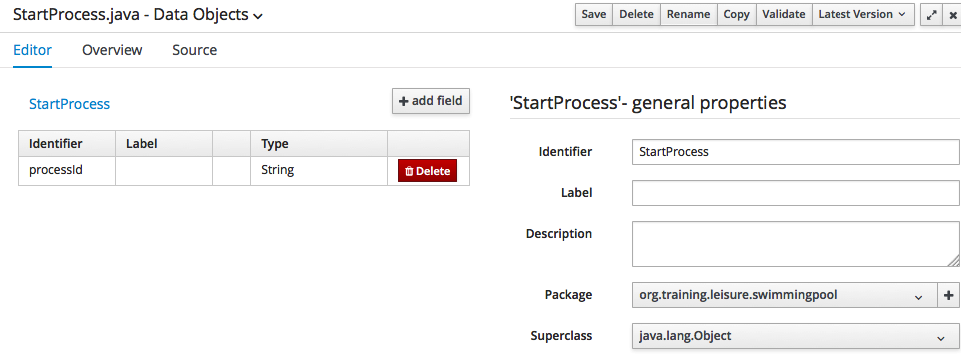 StartProcess.java - Data Objects
Save Delete Rename Copy Validate Latest Version
Editor Overview Source
StartProcess
add field
Identifier Label Type
processId String Delete
'StartProcess'- general properties
Identifier StartProcess
Label
Description
Package org.training.leisure.swimmingpool
Superclass java.lang.Object